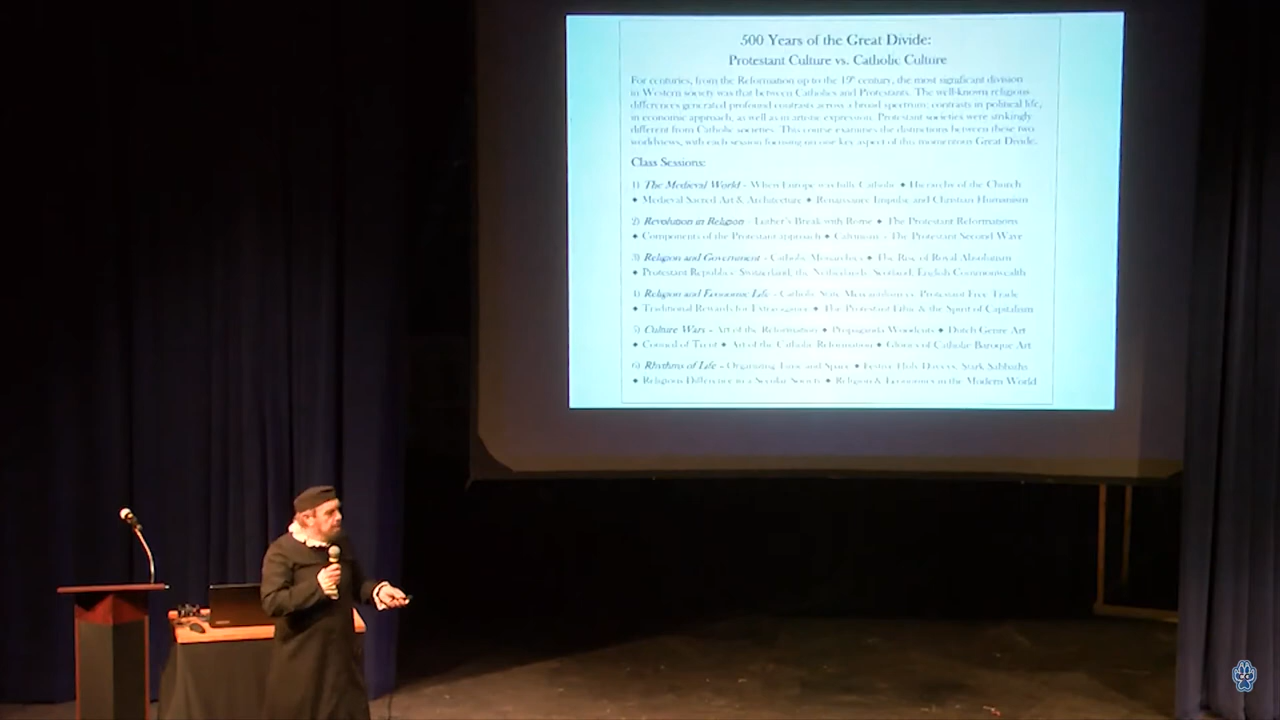 500 Years of the Great Divide:
Protestant Culture vs. Catholic Culture
For centuries, from the Reformation up to the 19th century, the most significant division
in Western society was that between Catholics and Protestants. The well-known religious
differences generated profound contrasts across a broad spectrum: contrasts in political life,
in economic approach, as well as in artistic expression. Protestant societies were strikingly
different from Catholic societies. This course examines the distinctions between these two
worldviews, with each session focusing on one key aspect of this momentous Great Divide.
Class Sessions:
1) The Medieval World - When Europe was fully Catholic ◆ Hierarchy of the Church
◆ Medieval Sacred Art & Architecture ◆ Renaissance Impulse and Christian Humanism
2) Revolution in Religion - Luther's Break with Rome ◆ The Protestant Reformations
◆ Components of the Protestant approach ◆ Calvinism - The Protestant Second Wave
3) Religion and Government - Catholic Monarchies ◆ The Rise of Royal Absolutism
◆ Protestant Republics: Switzerland, the Netherlands, Scotland, English Commonwealth
4) Religion and Economic Life - Catholic State Mercantilism vs. Protestant Free Trade
◆ Traditional Rewards for Extravagance ◆ The Protestant Ethic & the Spirit of Capitalism
5) Culture Wars - Art of the Reformation ◆ Propaganda Woodcuts ◆ Dutch Genre Art
◆ Council of Trent ◆ Art of the Catholic Reformation ◆ Glories of Catholic Baroque Art
6) Rhythms of Life - Organizing Time and Space ◆ Festive Holy Days vs. Stark Sabbaths
◆ Religious Difference in a Secular Society ◆ Religion & Economics in the Modern World